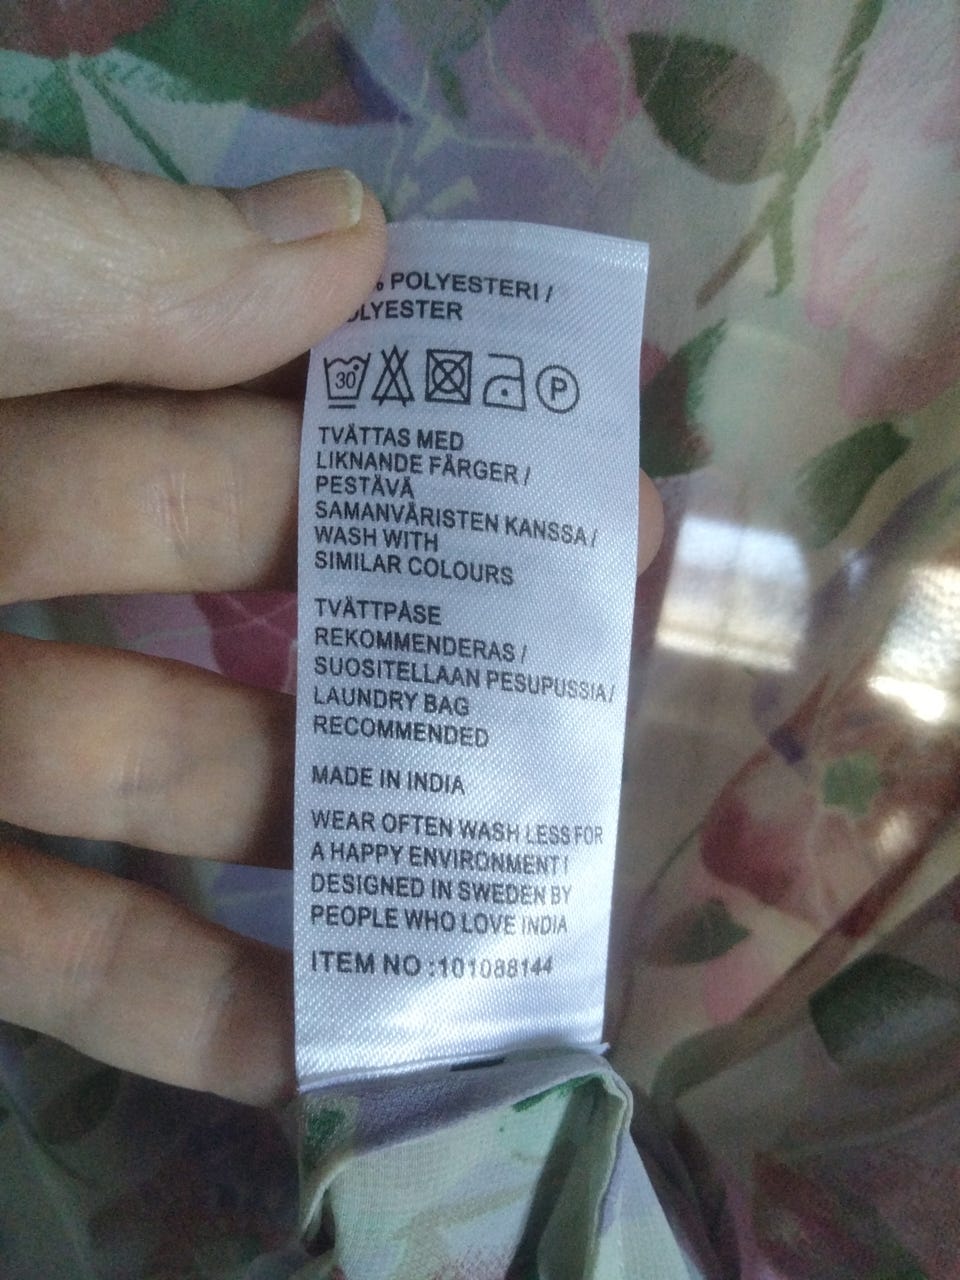 % POLYESTERI /
POLYESTER
30
P
TVÄTTAS MED
LIKNANDE FÄRGER /
PESTÄVÄ
SAMANVÄRISTEN KANSSA /
WASH WITH
SIMILAR COLOURS
TVÄTTPÅSE
REKOMMENDERAS /
SUOSITELLAAN PESUPUSSIA /
LAUNDRY BAG
RECOMMENDED
MADE IN INDIA
WEAR OFTEN WASH LESS FOR
A HAPPY ENVIRONMENT!
DESIGNED IN SWEDEN BY
PEOPLE WHO LOVE INDIA
ITEM NO :101088144